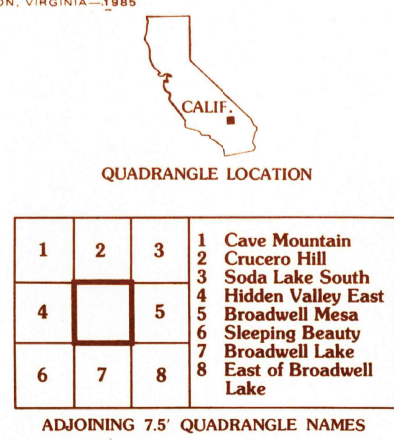 ON, VIRGINIA—1985
CALIF.
QUADRANGLE LOCATION
1 2 3
4 5
6 7 8
1 Cave Mountain
2 Crucero Hill
3 Soda Lake South
4 Hidden Valley East
5 Broadwell Mesa
6 Sleeping Beauty
7 Broadwell Lake
8 East of Broadwell
Lake
ADJOINING 7.5′ QUADRANGLE NAMES